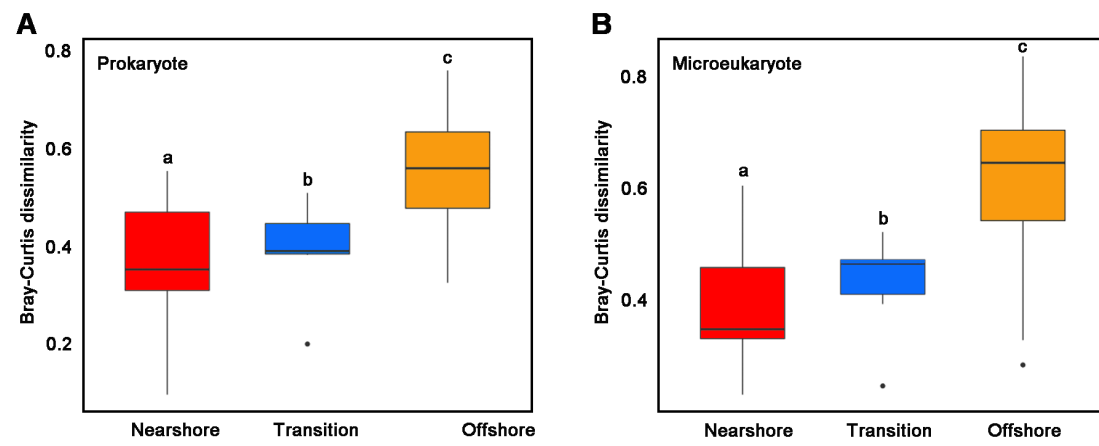 A
Prokaryote
Bray-Curtis dissimilarity
0.8
0.6
0.4
0.2
a
b
c
Nearshore Transition Offshore
B
Microeukaryote
Bray-Curtis dissimilarity
0.8
0.6
0.4
a
b
c
Nearshore Transition Offshore